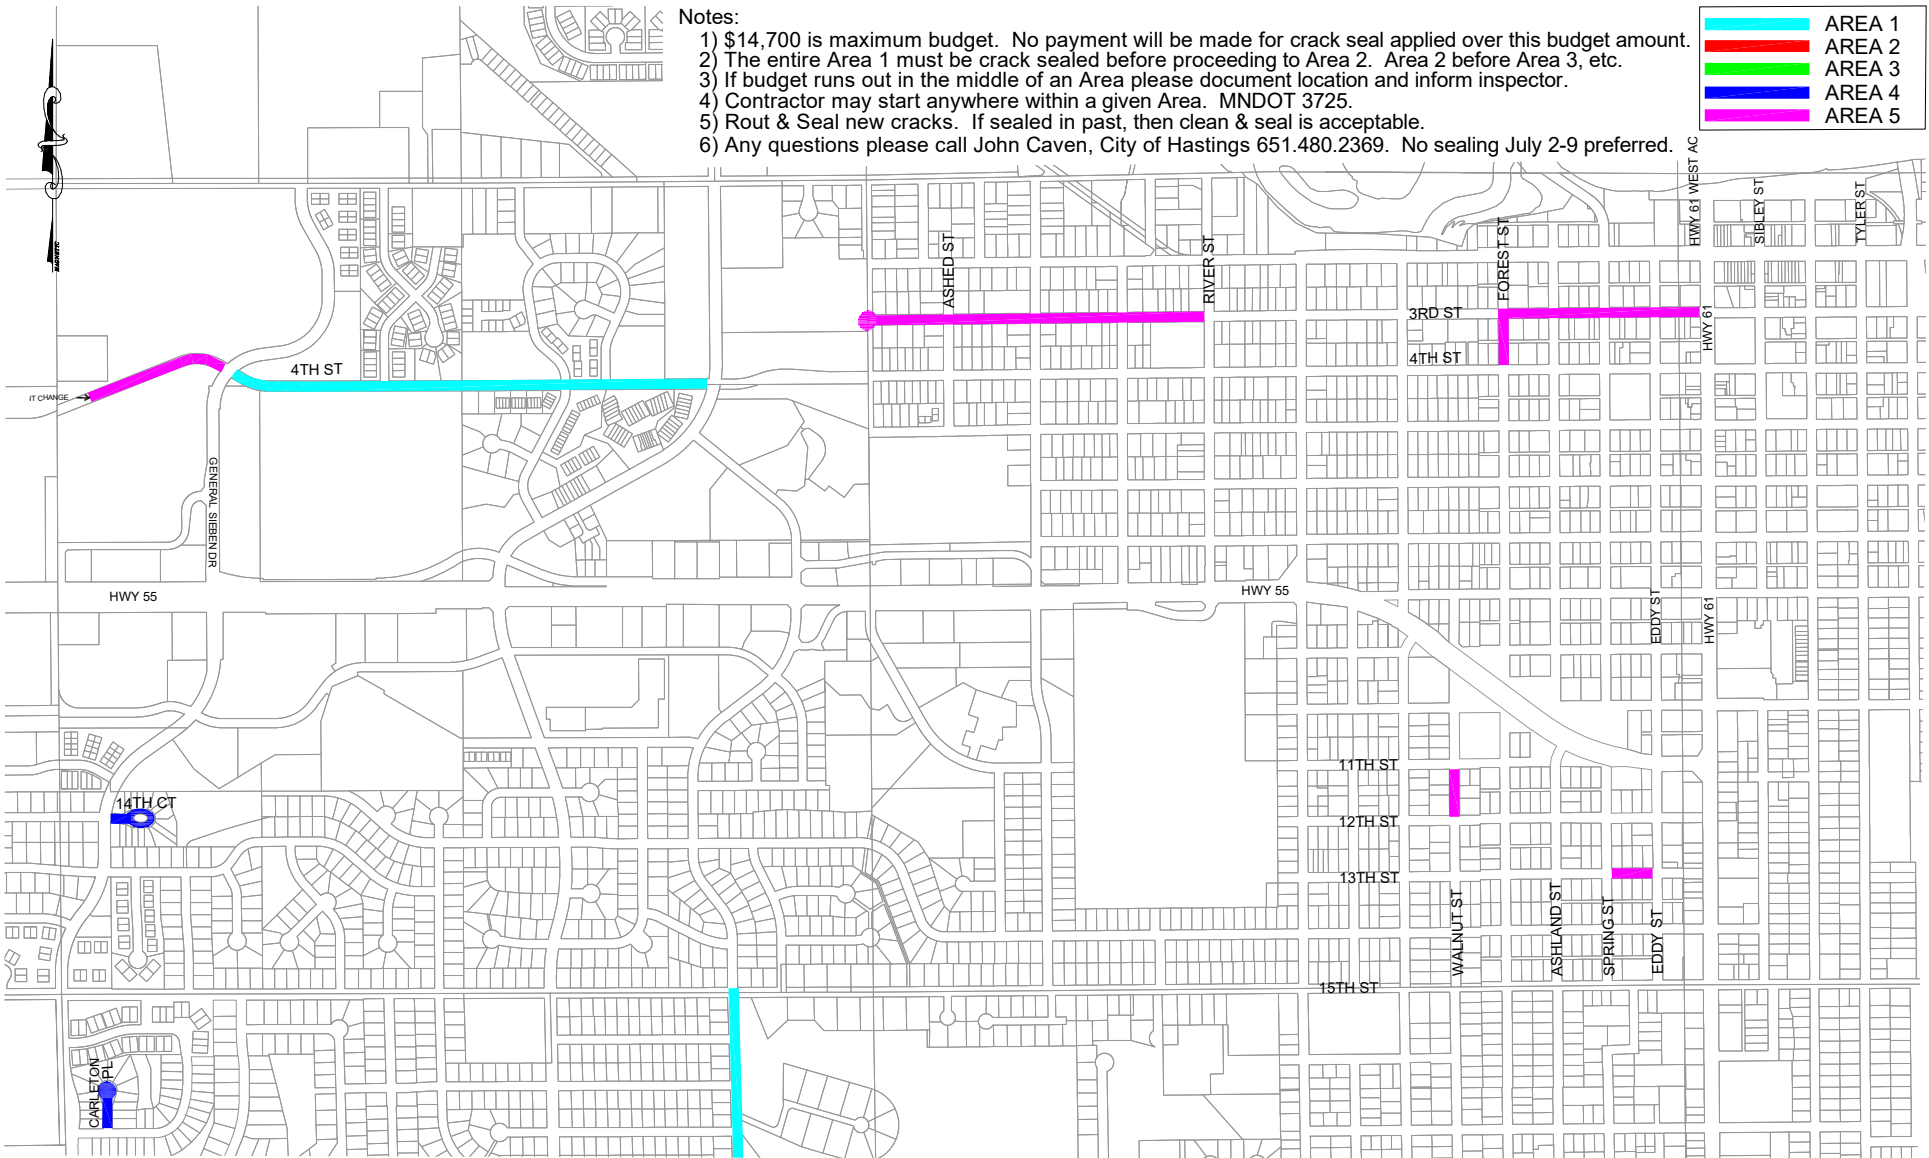 Notes:
1) $14,700 is maximum budget. No payment will be made for crack seal applied over this budget amount.
2) The entire Area 1 must be crack sealed before proceeding to Area 2. Area 2 before Area 3, etc.
3) If budget runs out in the middle of an Area please document location and inform inspector.
4) Contractor may start anywhere within a given Area. MNDOT 3725.
5) Rout & Seal new cracks. If sealed in past, then clean & seal is acceptable.
6) Any questions please call John Caven, City of Hastings 651.480.2369. No sealing July 2-9 preferred.
AREA 1
AREA 2
AREA 3
AREA 4
AREA 5
HWY 61 WEST AC
SIBLEY ST
TYLER ST
ASHED ST
RIVER ST
FOREST ST
3RD ST
HWY 61
4TH ST
4TH ST
IT CHANGE
GENERAL SIEBEN DR
HWY 55
HWY 55
EDDY ST
HWY 61
11TH ST
14TH CT
12TH ST
13TH ST
WALNUT ST
ASHLAND ST
SPRING ST
EDDY ST
15TH ST
CARLETON
PL